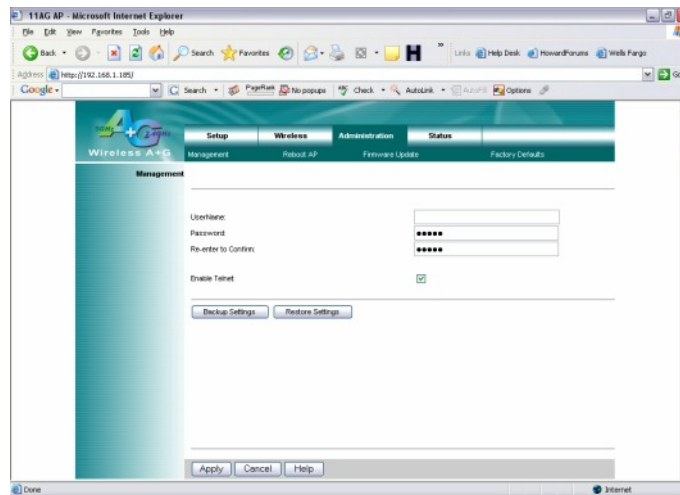 11AG AP - Microsoft Internet Explorer
File Edit View Favorites Tools Help
Back Search Favorites H » Links Help Desk HowardForums Wells Fargo
Address http://192.168.1.185/ Go
Google Search PageRank No popups Check AutoLink AutoFill Options
A+G
Setup Wireless Administration Status
Wireless A+G
Management Reboot AP Firmware Update Factory Defaults
Management
UserName:
Password:
Re-enter to Confirm:
Enable Telnet
Backup Settings Restore Settings
Apply Cancel Help
Done Internet